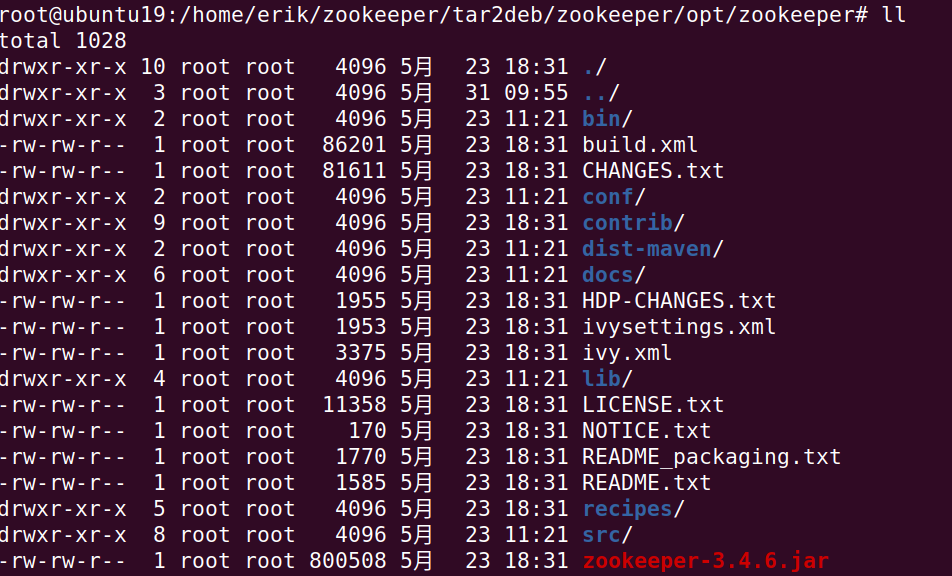 root@ubuntu19:/home/erik/zookeeper/tar2deb/zookeeper/opt/zookeeper# ll
total 1028
drwxr-xr-x 10 root root   4096 5月  23 18:31 ./
drwxr-xr-x  3 root root   4096 5月  31 09:55 ../
drwxr-xr-x  2 root root   4096 5月  23 11:21 bin/
-rw-rw-r--  1 root root  86201 5月  23 18:31 build.xml
-rw-rw-r--  1 root root  81611 5月  23 18:31 CHANGES.txt
drwxr-xr-x  2 root root   4096 5月  23 11:21 conf/
drwxr-xr-x  9 root root   4096 5月  23 18:31 contrib/
drwxr-xr-x  2 root root   4096 5月  23 11:21 dist-maven/
drwxr-xr-x  6 root root   4096 5月  23 11:21 docs/
-rw-rw-r--  1 root root   1955 5月  23 18:31 HDP-CHANGES.txt
-rw-rw-r--  1 root root   1953 5月  23 18:31 ivysettings.xml
-rw-rw-r--  1 root root   3375 5月  23 18:31 ivy.xml
drwxr-xr-x  4 root root   4096 5月  23 11:21 lib/
-rw-rw-r--  1 root root  11358 5月  23 18:31 LICENSE.txt
-rw-rw-r--  1 root root    170 5月  23 18:31 NOTICE.txt
-rw-rw-r--  1 root root   1770 5月  23 18:31 README_packaging.txt
-rw-rw-r--  1 root root   1585 5月  23 18:31 README.txt
drwxr-xr-x  5 root root   4096 5月  23 18:31 recipes/
drwxr-xr-x  8 root root   4096 5月  23 11:21 src/
-rw-rw-r--  1 root root 800508 5月  23 18:31 zookeeper-3.4.6.jar